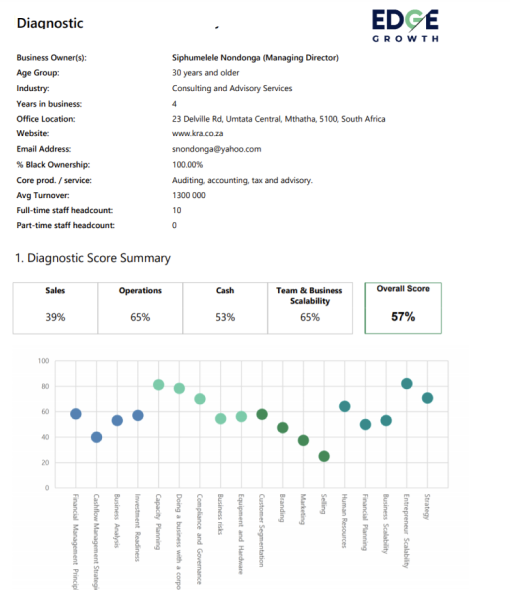 Diagnostic
EDGE
GROWTH
Business Owner(s): Siphumelele Nondonga (Managing Director)
Age Group: 30 years and older
Industry: Consulting and Advisory Services
Years in business: 4
Office Location: 23 Delville Rd, Umtata Central, Mthatha, 5100, South Africa
Website: www.kra.co.za
Email Address: snondonga@yahoo.com
% Black Ownership: 100.00%
Core prod. / service: Auditing, accounting, tax and advisory.
Avg Turnover: 1300 000
Full-time staff headcount: 10
Part-time staff headcount: 0
1. Diagnostic Score Summary
Sales Operations Cash Team & Business Scalability Overall Score
39% 65% 53% 65% 57%
100
80
60
40
20
0
Financial Management Princip
Cashflow Management Strategi
Business Analysis
Investment Readiness
Capacity Planning
Doing a business with a corpo
Compliance and Governance
Business risks
Equipment and Hardware
Customer Segmentation
Branding
Marketing
Selling
Human Resources
Financial Planning
Business Scalability
Entrepreneur Scalability
Strategy